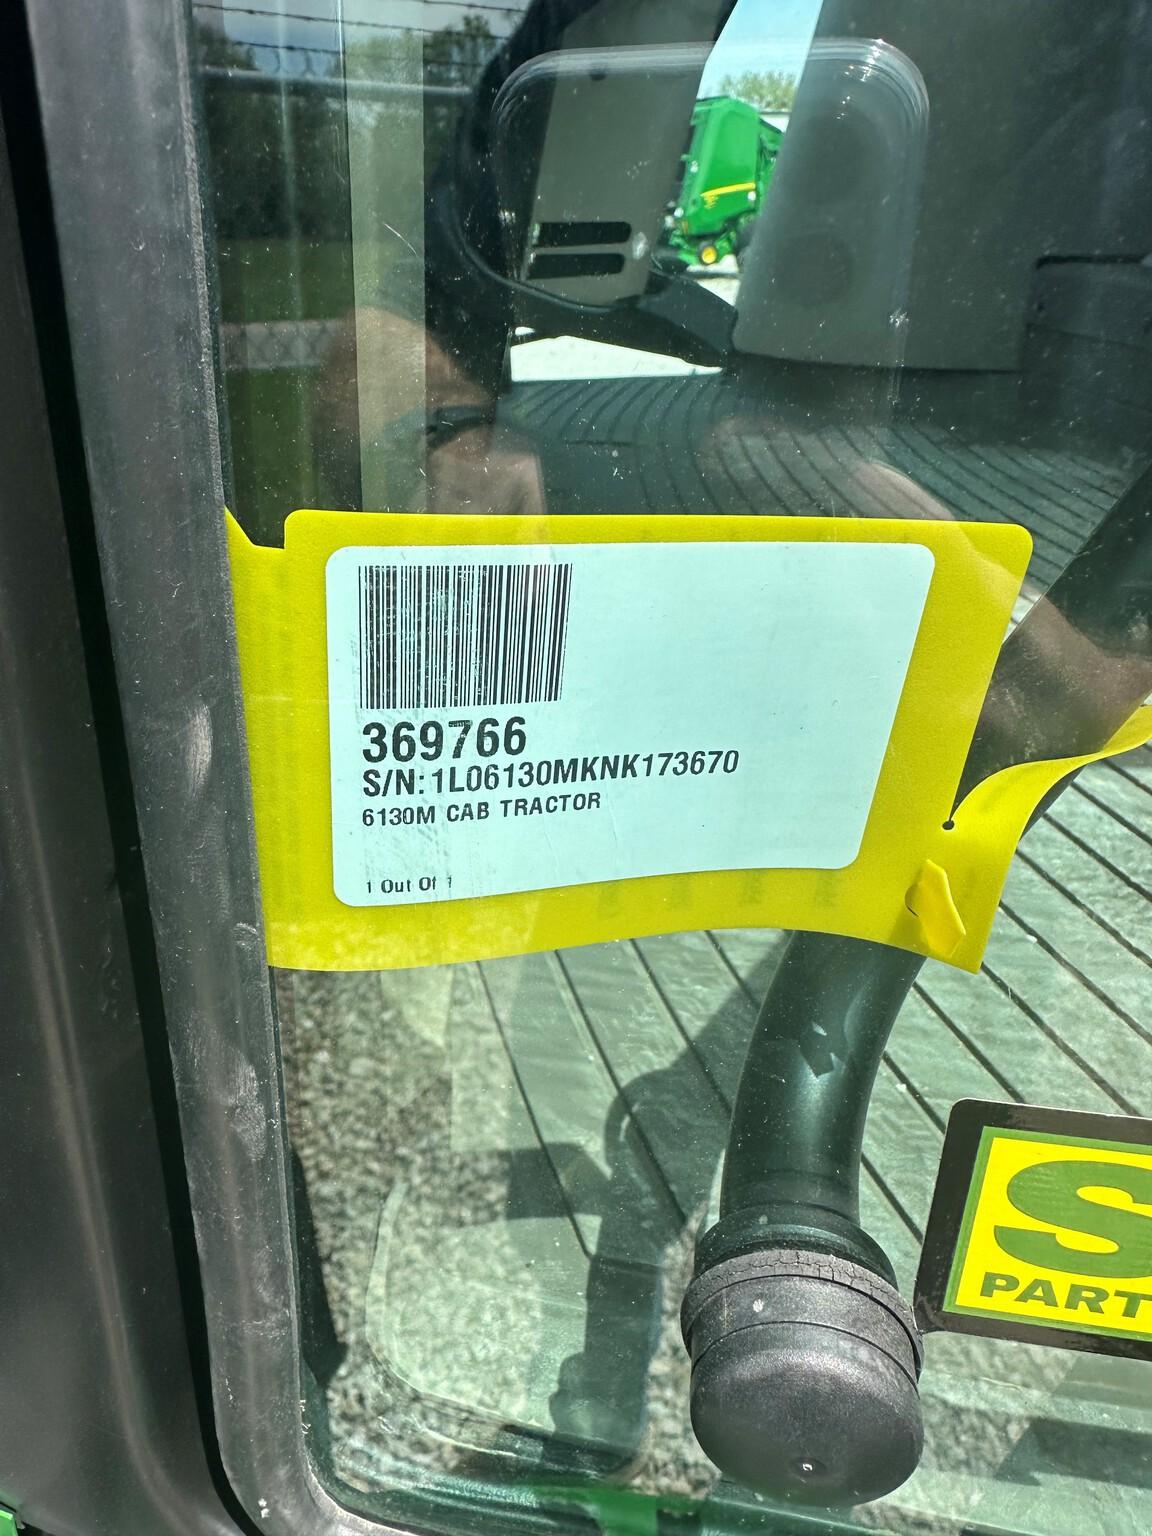 369766
S/N: 1L06130MKNK173670
6130M CAB TRACTOR
1 Out Of 1
S
PART